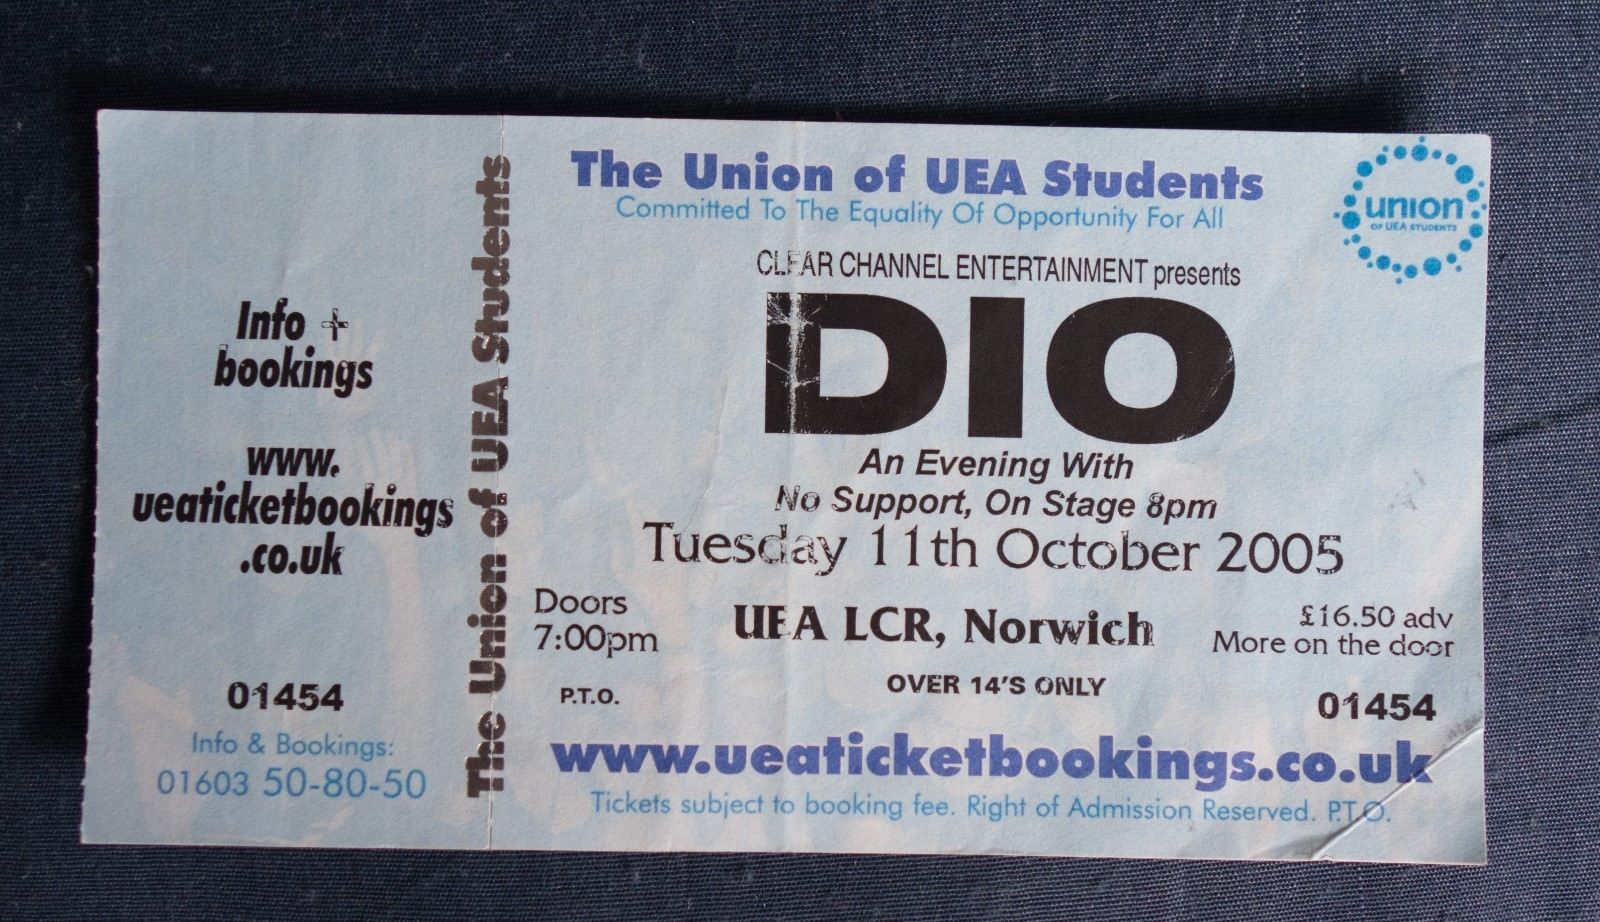 Info +
bookings
www.
ueaticketbookings
.co.uk
01454
Info & Bookings:
01603 50-80-50
The Union of UEA Students
The Union of UEA Students
Committed To The Equality Of Opportunity For All
union
OF UEA STUDENTS
CLEAR CHANNEL ENTERTAINMENT presents
DIO
An Evening With
No Support, On Stage 8pm
Tuesday 11th October 2005
Doors
7:00pm
UEA LCR, Norwich
£16.50 adv
More on the door
P.T.O.
OVER 14'S ONLY
01454
www.ueaticketbookings.co.uk
Tickets subject to booking fee. Right of Admission Reserved. P.T.O.